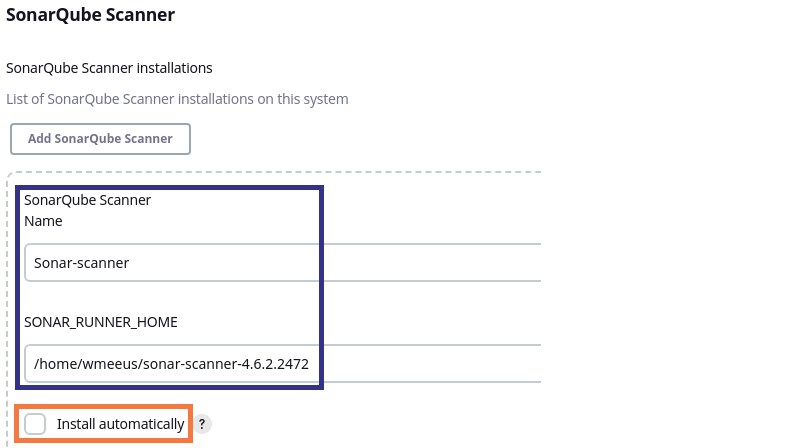 SonarQube Scanner
SonarQube Scanner installations
List of SonarQube Scanner installations on this system
Add SonarQube Scanner
SonarQube Scanner
Name
Sonar-scanner
SONAR_RUNNER_HOME
/home/wmeeus/sonar-scanner-4.6.2.2472
Install automatically ?